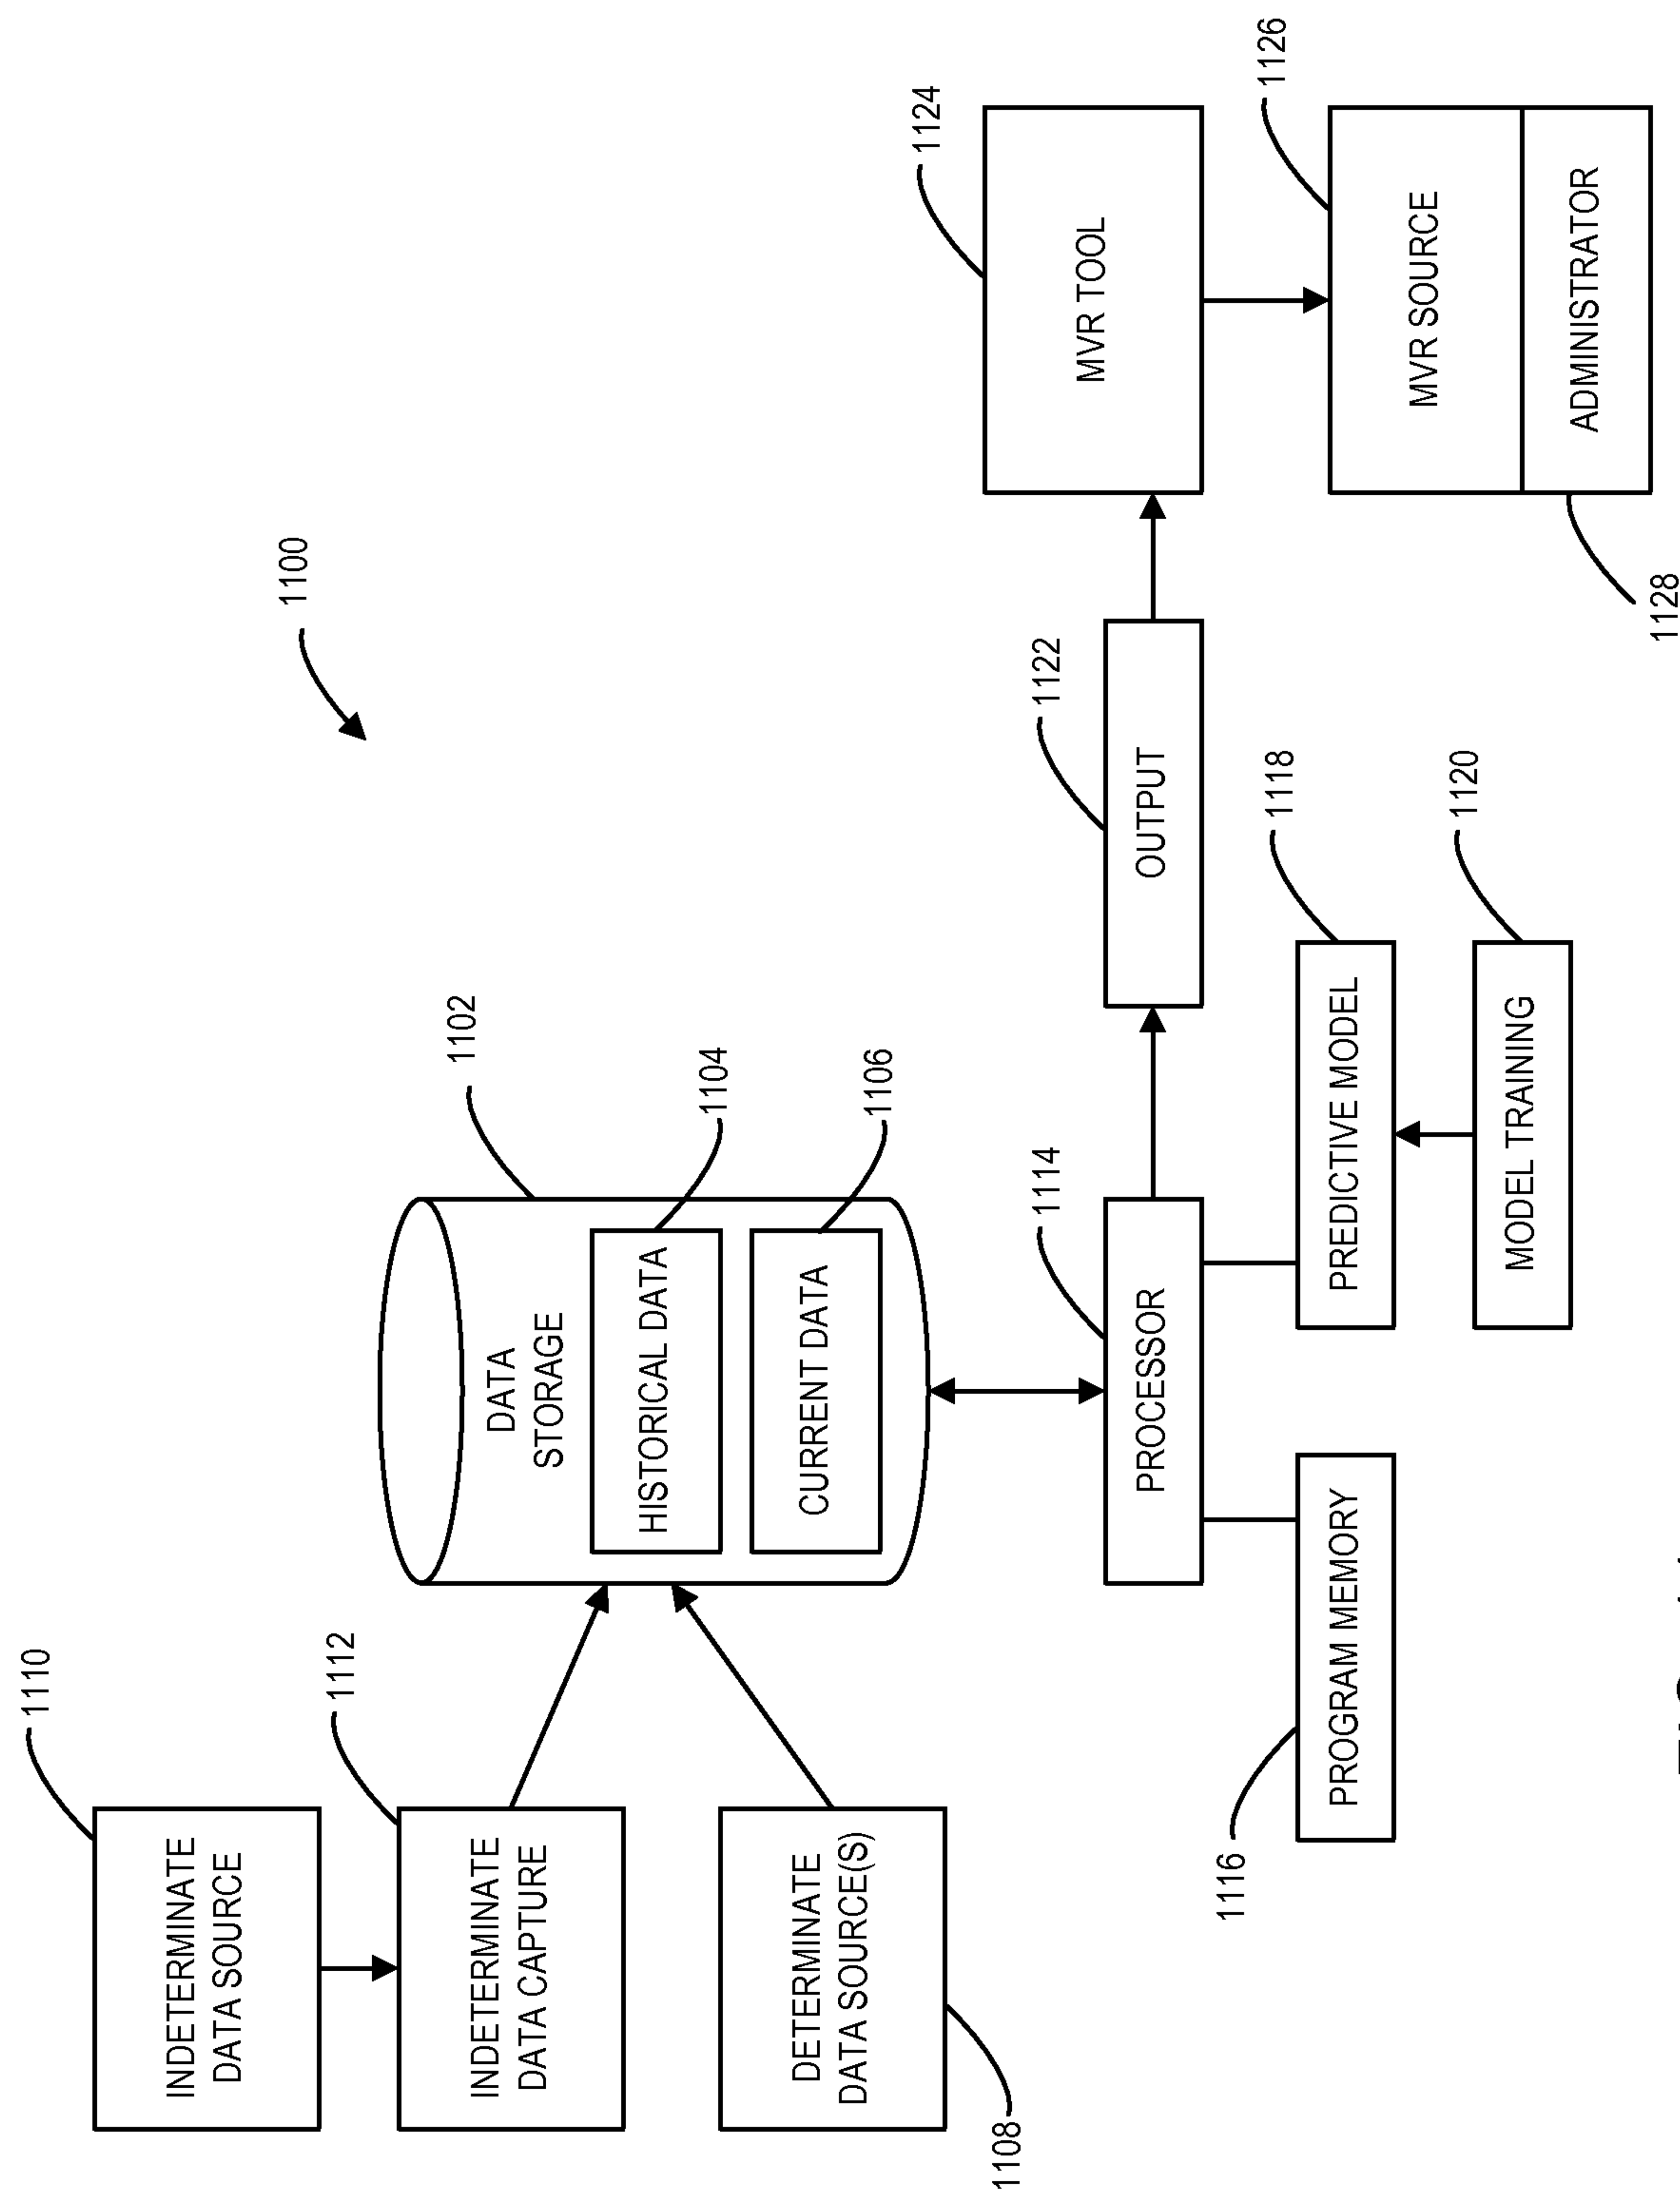 1100
1110
INDETERMINATE
DATA SOURCE
1112
INDETERMINATE
DATA CAPTURE
DETERMINATE
DATA SOURCE(S)
1108
1102
DATA
STORAGE
HISTORICAL DATA
1104
CURRENT DATA
1106
1114
PROCESSOR
1116
PROGRAM MEMORY
PREDICTIVE MODEL
1118
MODEL TRAINING
1120
1122
OUTPUT
1124
MVR TOOL
1126
MVR SOURCE
ADMINISTRATOR
1128